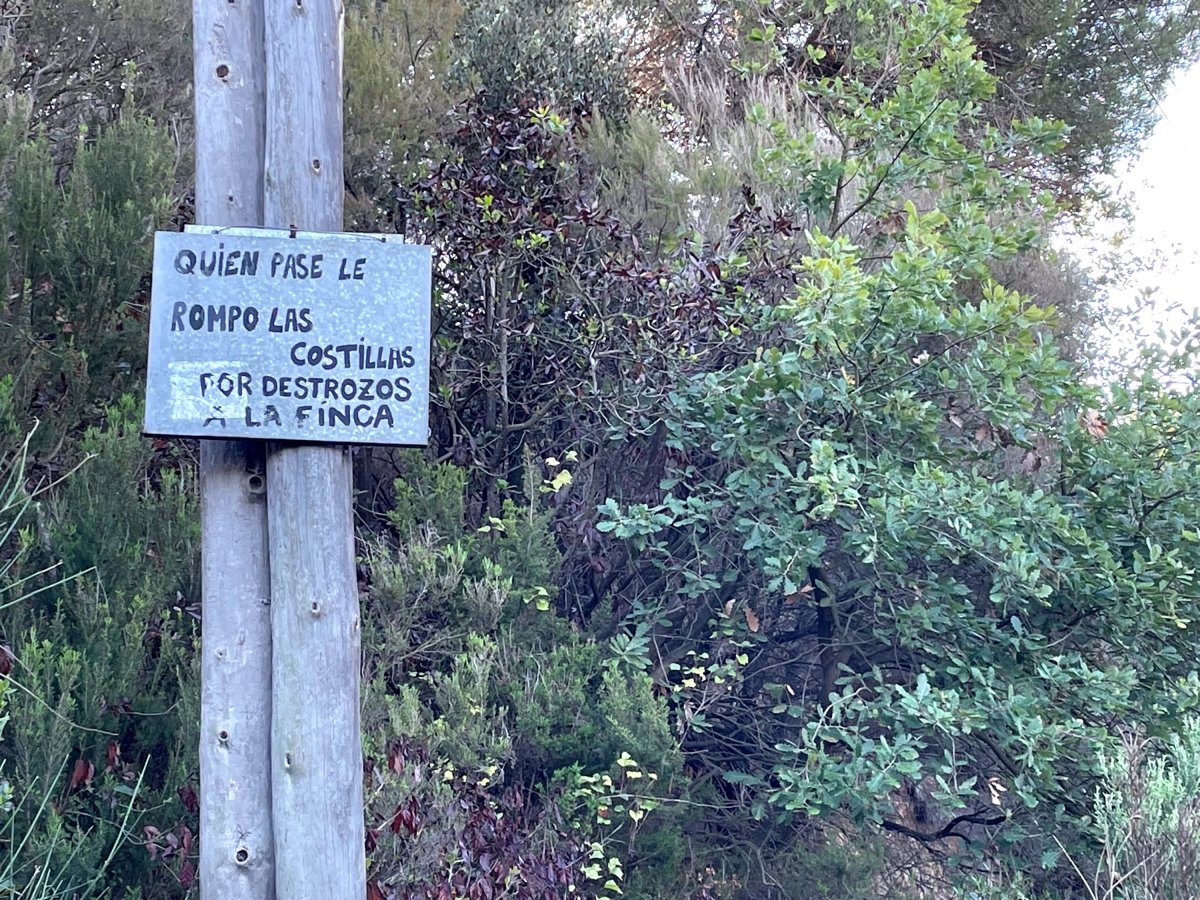 QUIEN PASE LE
ROMPO LAS
COSTILLAS
POR DESTROZOS
A LA FINCA